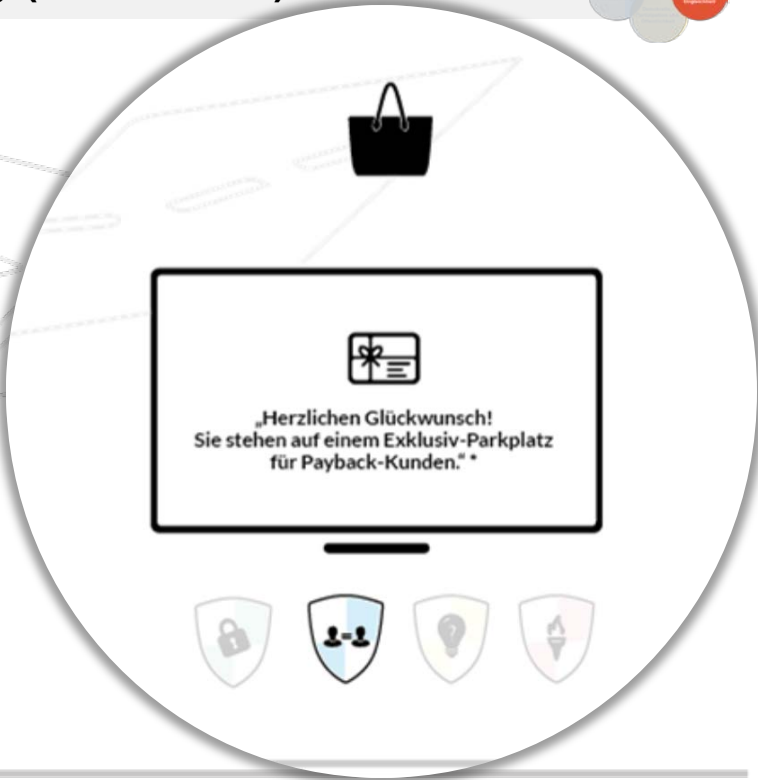 „Herzlichen Glückwunsch!
Sie stehen auf einem Exklusiv-Parkplatz
für Payback-Kunden.“ *